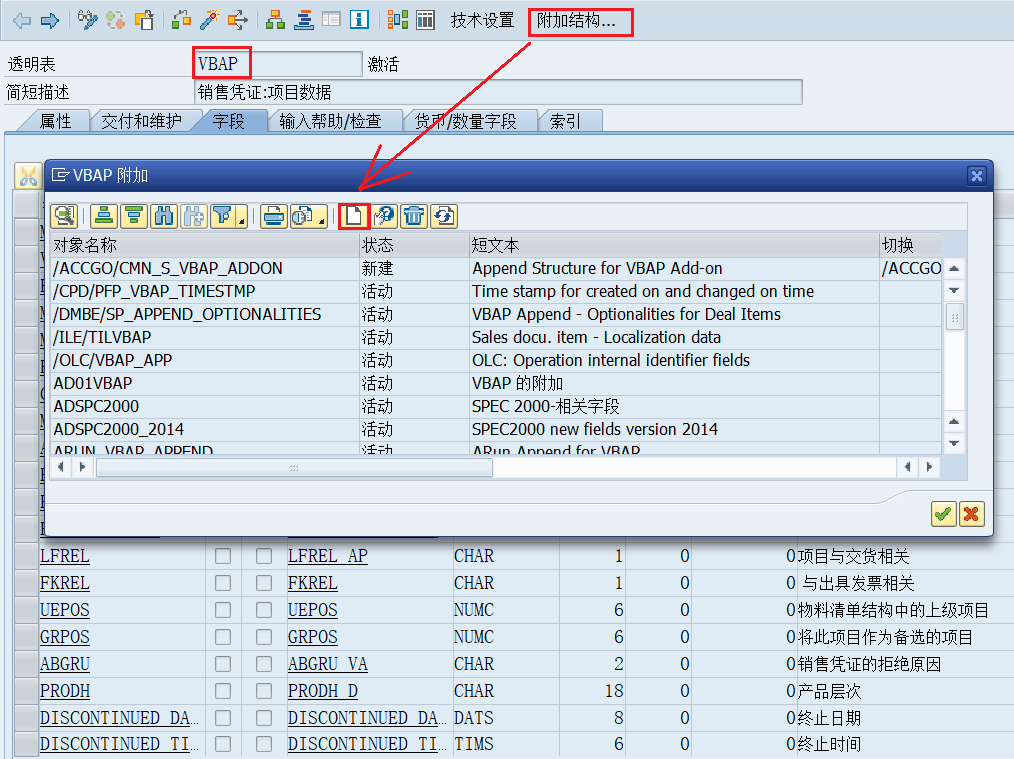 技术设置 附加结构...
透明表 VBAP 激活
简短描述 销售凭证:项目数据
属性 交付和维护 字段 输入帮助/检查 货币/数量字段 索引
VBAP 附加
对象名称 状态 短文本 切换
/ACCGO/CMN_S_VBAP_ADDON 新建 Append Structure for VBAP Add-on /ACCGO
/CPD/PFP_VBAP_TIMESTMP 活动 Time stamp for created on and changed on time
/DMBE/SP_APPEND_OPTIONALITIES 活动 VBAP Append - Optionalities for Deal Items
/ILE/TILVBAP 活动 Sales docu. item - Localization data
/OLC/VBAP_APP 活动 OLC: Operation internal identifier fields
AD01VBAP 活动 VBAP 的附加
ADSPC2000 活动 SPEC 2000-相关字段
ADSPC2000_2014 活动 SPEC2000 new fields version 2014
ARUN_VBAP_APPEND 活动 ARun Append for VBAP
LFREL LFREL_AP CHAR 1 0 0 项目与交货相关
FKREL FKREL CHAR 1 0 0 与出具发票相关
UEPOS UEPOS NUMC 6 0 0 物料清单结构中的上级项目
GRPOS GRPOS NUMC 6 0 0 将此项目作为备选的项目
ABGRU ABGRU_VA CHAR 2 0 0 销售凭证的拒绝原因
PRODH PRODH_D CHAR 18 0 0 产品层次
DISCONTINUED_DA... DISCONTINUED_DA... DATS 8 0 0 终止日期
DISCONTINUED_TI... DISCONTINUED_TI... TIMS 6 0 0 终止时间